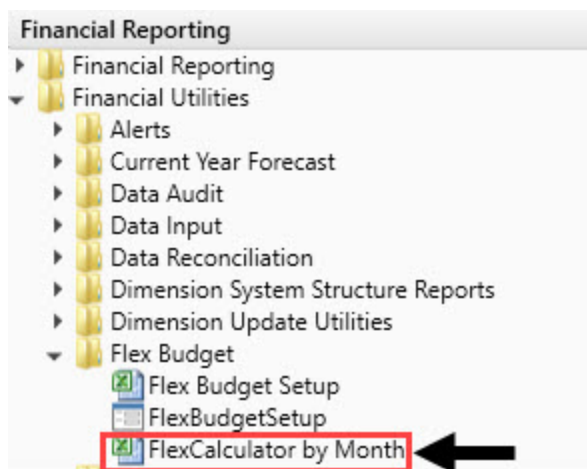 Financial Reporting
Financial Reporting
Financial Utilities
Alerts
Current Year Forecast
Data Audit
Data Input
Data Reconciliation
Dimension System Structure Reports
Dimension Update Utilities
Flex Budget
Flex Budget Setup
FlexBudgetSetup
FlexCalculator by Month